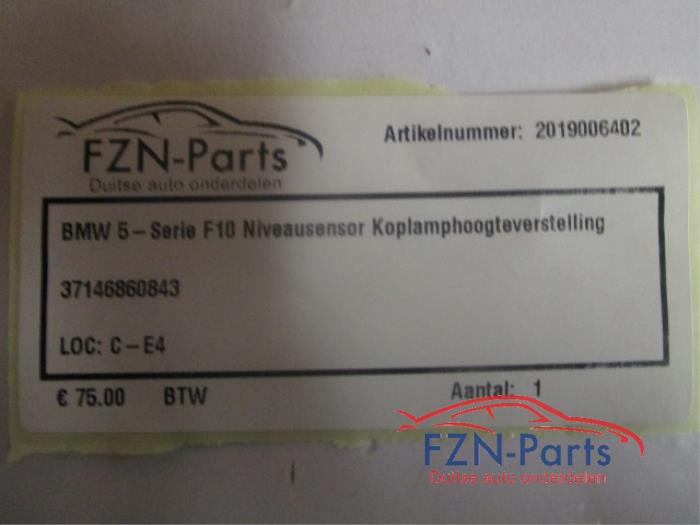 FZN-Parts
Duitse auto onderdelen
Artikelnummer: 2019006402
BMW 5-Serie F10 Niveausensor Koplamphoogteverstelling
37146860843
LOC: C-E4
€ 75.00 BTW Aantal: 1
FZN-Parts
Duitse auto onderdelen